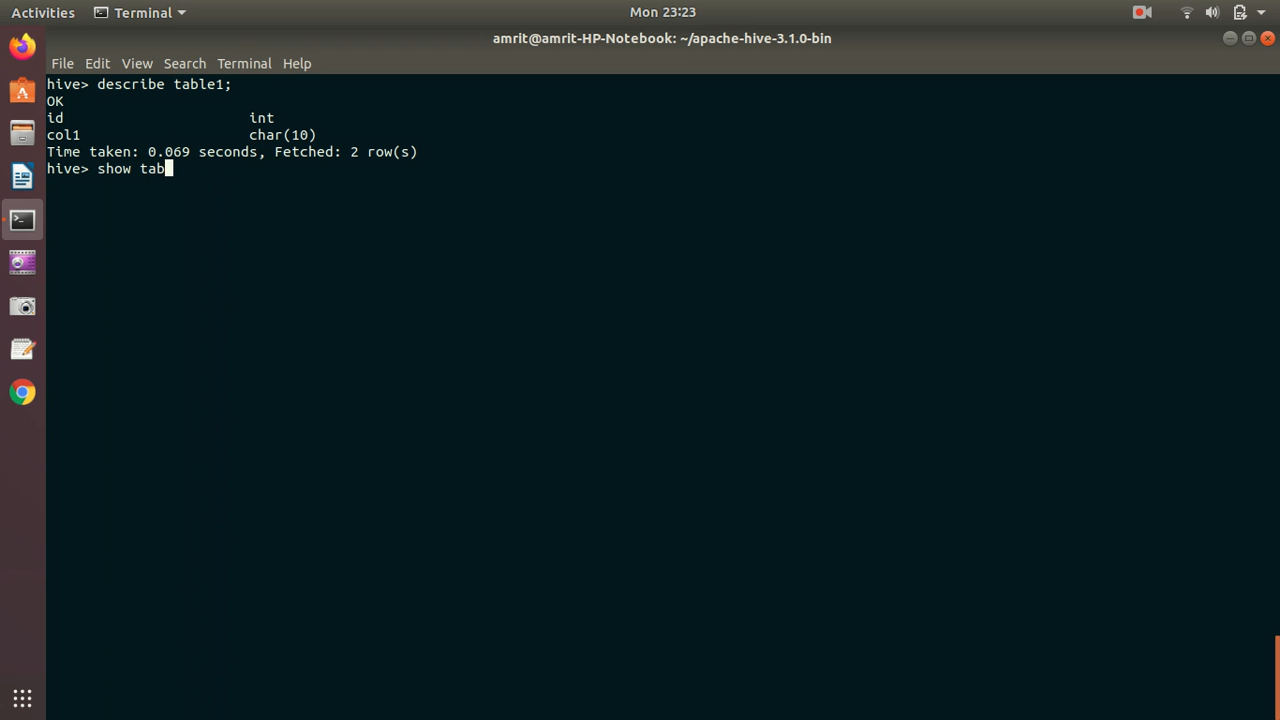 Activities Terminal Mon 23:23
amrit@amrit-HP-Notebook: ~/apache-hive-3.1.0-bin
File Edit View Search Terminal Help
hive> describe table1;
OK
id int
col1 char(10)
Time taken: 0.069 seconds, Fetched: 2 row(s)
hive> show tab